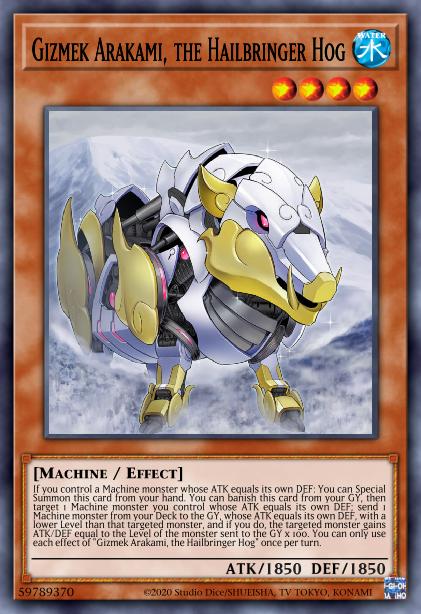 GIZMEK ARAKAMI, THE HAILBRINGER HOG
WATER
水
[MACHINE / EFFECT]
If you control a Machine monster whose ATK equals its own DEF: You can Special
Summon this card from your hand. You can banish this card from your GY, then
target 1 Machine monster you control whose ATK equals its own DEF; send 1
Machine monster from your Deck to the GY, whose ATK equals its own DEF, with a
lower Level than that targeted monster, and if you do, the targeted monster gains
ATK/DEF equal to the Level of the monster sent to the GY x 100. You can only use
each effect of "Gizmek Arakami, the Hailbringer Hog" once per turn.
ATK/1850 DEF/1850
59789370
©2020 Studio Dice/SHUEISHA, TV TOKYO, KONAMI